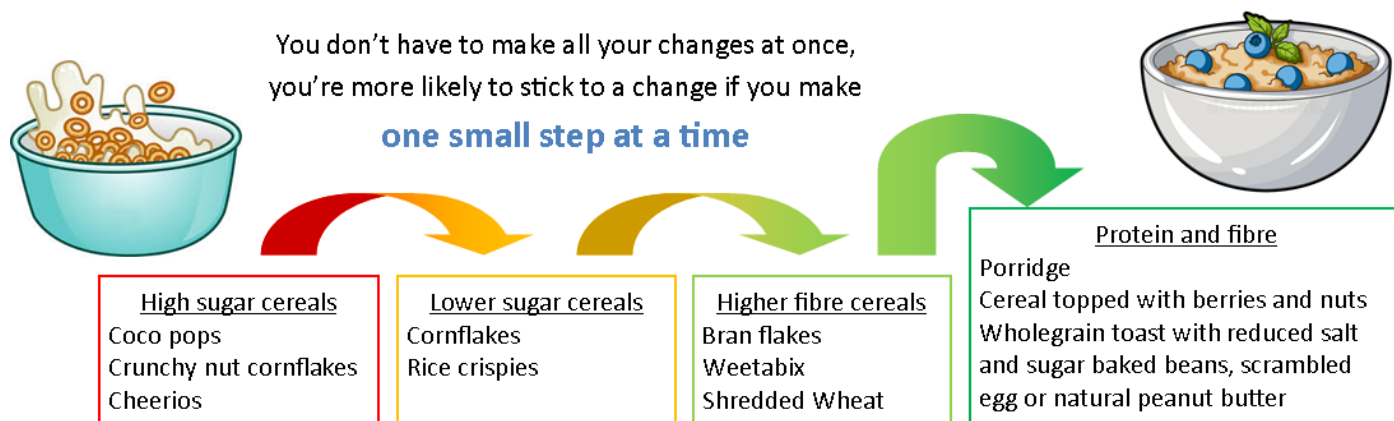 You don't have to make all your changes at once,
you're more likely to stick to a change if you make
one small step at a time
High sugar cereals
Coco pops
Crunchy nut cornflakes
Cheerios
Lower sugar cereals
Cornflakes
Rice crispies
Higher fibre cereals
Bran flakes
Weetabix
Shredded Wheat
Protein and fibre
Porridge
Cereal topped with berries and nuts
Wholegrain toast with reduced salt
and sugar baked beans, scrambled
egg or natural peanut butter